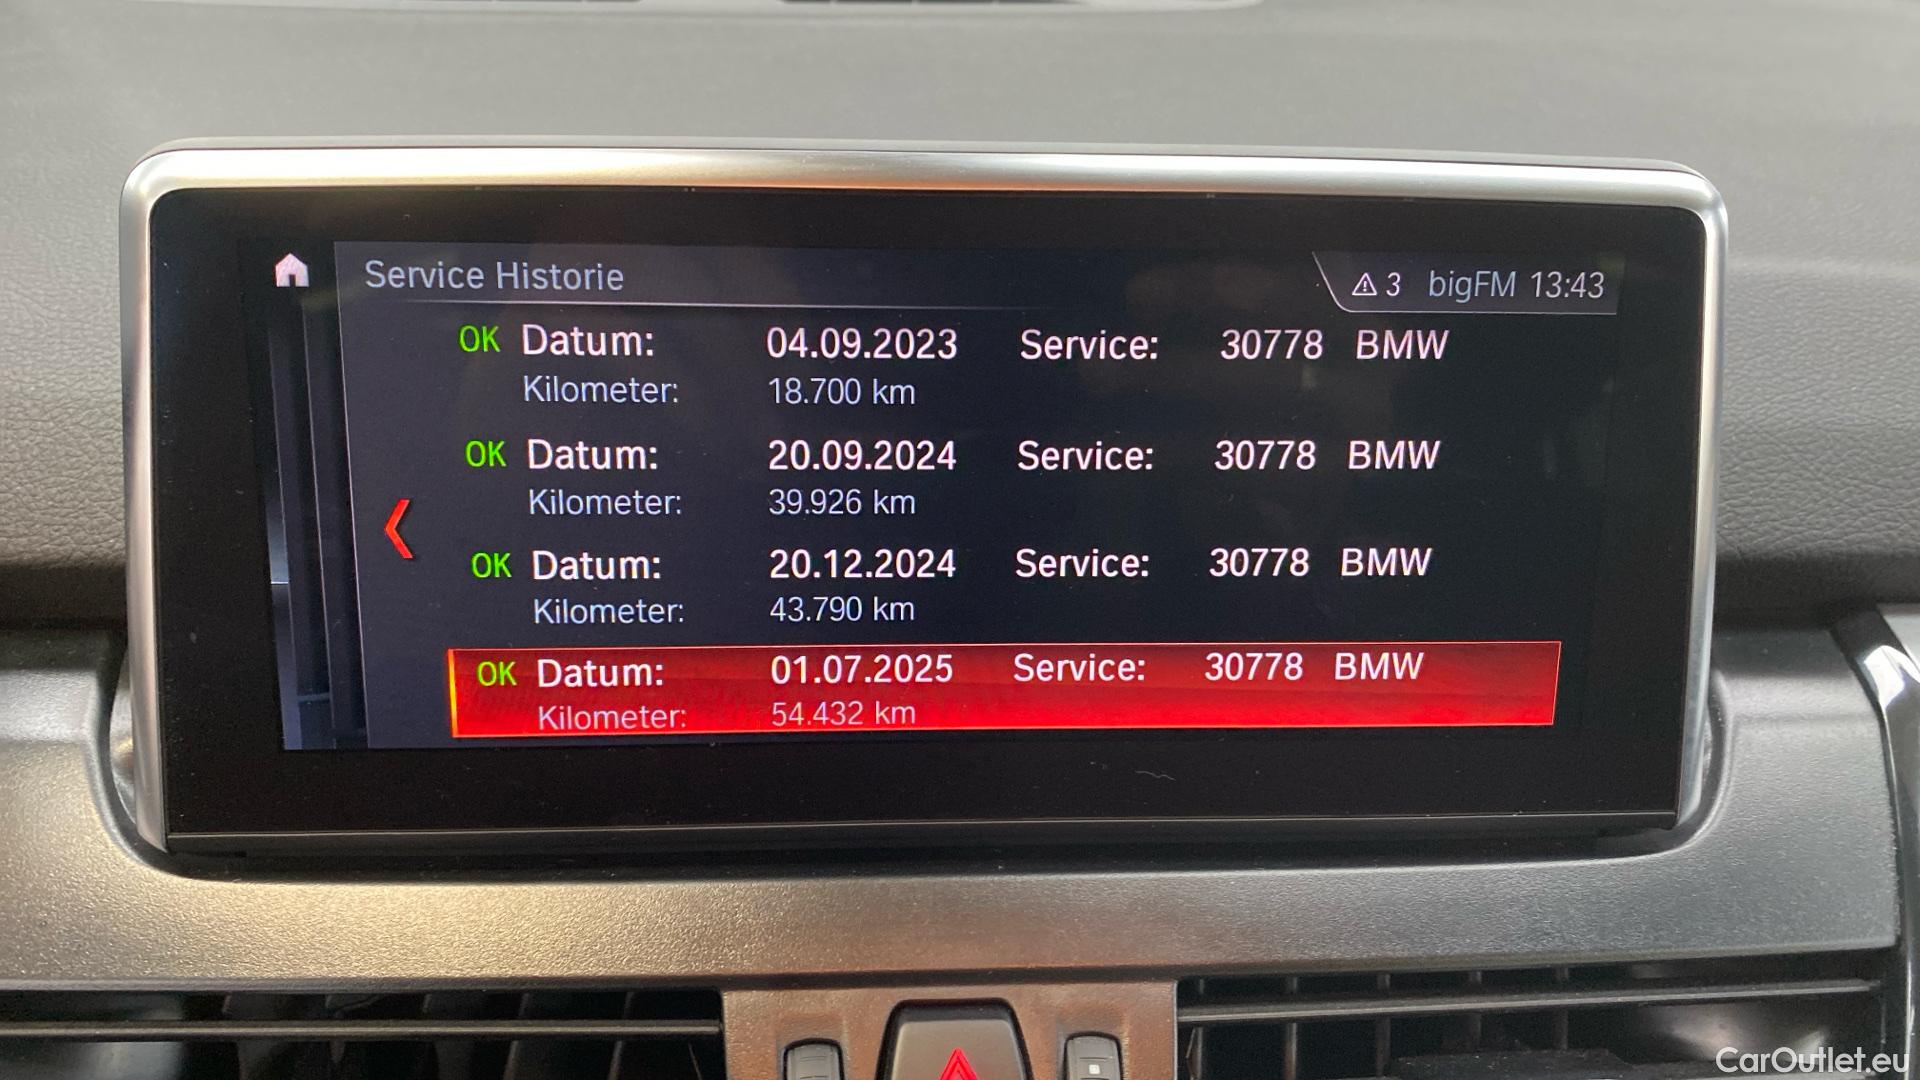 Service Historie
3 bigFM 13:43
OK Datum: 04.09.2023 Service: 30778 BMW
Kilometer: 18.700 km
OK Datum: 20.09.2024 Service: 30778 BMW
Kilometer: 39.926 km
OK Datum: 20.12.2024 Service: 30778 BMW
Kilometer: 43.790 km
OK Datum: 01.07.2025 Service: 30778 BMW
Kilometer: 54.432 km
CarOutlet.eu